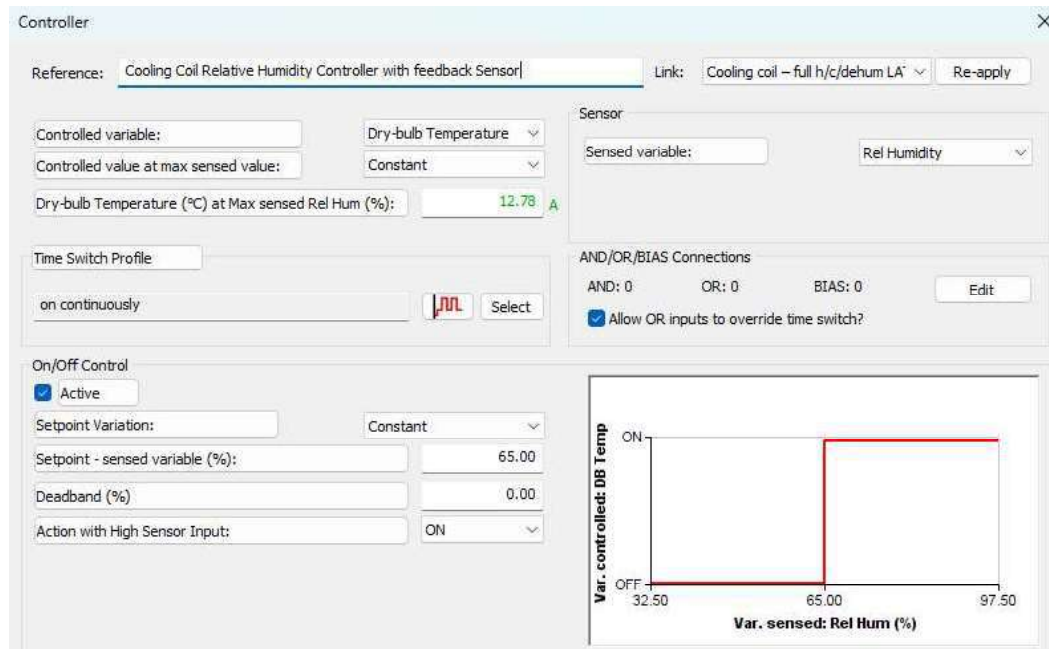 Controller
Reference: Cooling Coil Relative Humidity Controller with feedback Sensor Link: Cooling coil – full h/c/dehum LA Re-apply
Controlled variable: Dry-bulb Temperature
Controlled value at max sensed value: Constant
Dry-bulb Temperature (°C) at Max sensed Rel Hum (%): 12.78 A
Sensor
Sensed variable: Rel Humidity
Time Switch Profile
on continuously Select
AND/OR/BIAS Connections
AND: 0 OR: 0 BIAS: 0 Edit
Allow OR inputs to override time switch?
On/Off Control
Active
Setpoint Variation: Constant
Setpoint - sensed variable (%): 65.00
Deadband (%) 0.00
Action with High Sensor Input: ON
Var. controlled: DB Temp
ON
OFF
32.50 65.00 97.50
Var. sensed: Rel Hum (%)